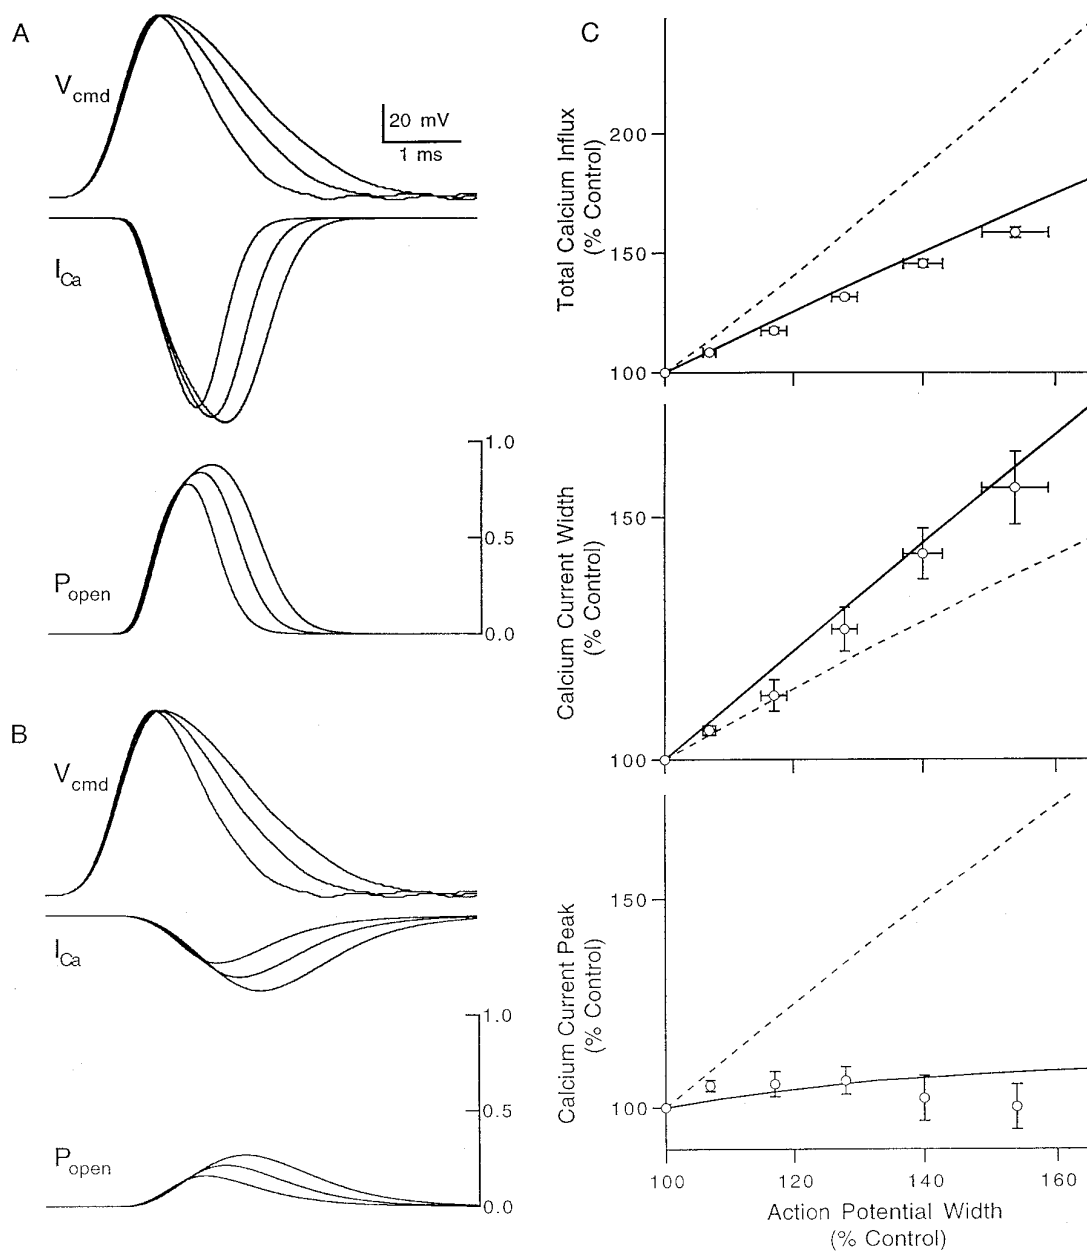 A
V cmd
20 mV
1 ms
I Ca
1.0
0.5
P open
0.0
B
V cmd
I Ca
1.0
0.5
P open
0.0
C
Total Calcium Influx
(% Control)
200
150
100
Calcium Current Width
(% Control)
150
100
Calcium Current Peak
(% Control)
150
100
100 120 140 160
Action Potential Width
(% Control)